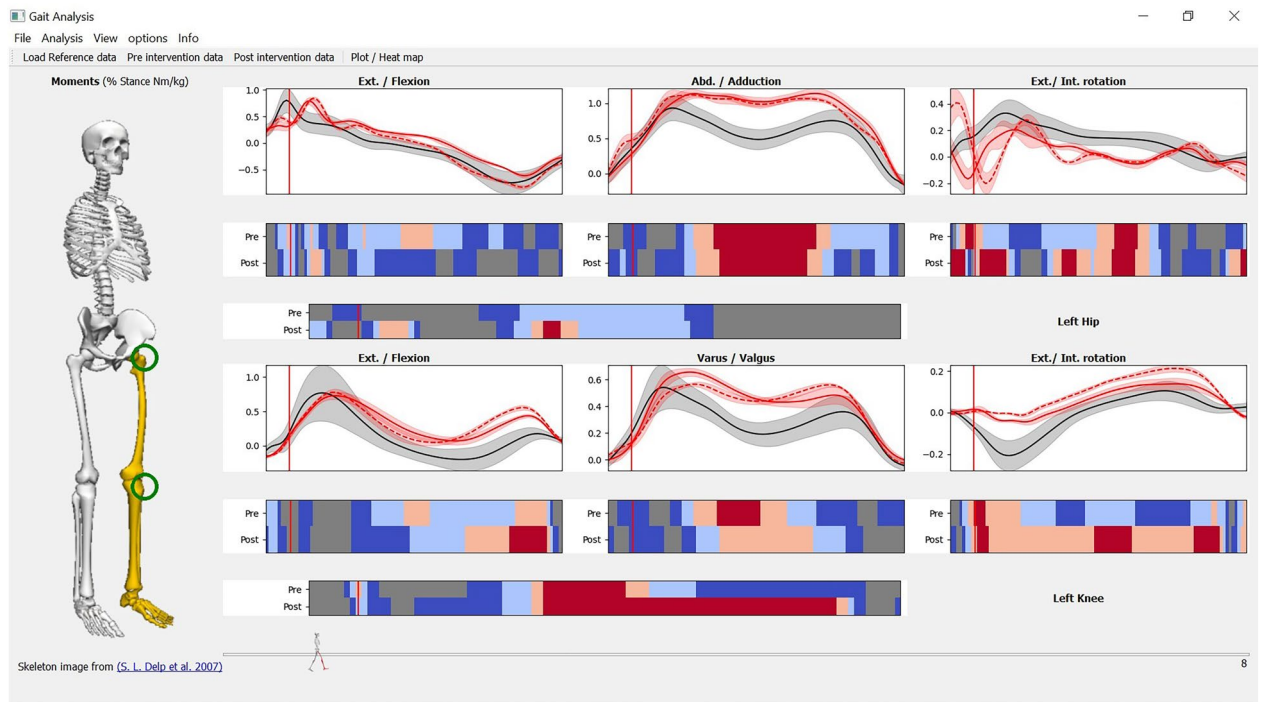 Gait Analysis
File Analysis View options Info
Load Reference data Pre intervention data Post intervention data Plot / Heat map
Moments (% Stance Nm/kg)
Ext. / Flexion
Abd. / Adduction
Ext./ Int. rotation
1.0
0.5
0.0
−0.5
1.0
0.5
0.0
0.4
0.2
0.0
−0.2
Pre
Post
Pre
Post
Pre
Post
Pre
Post
Left Hip
Ext. / Flexion
Varus / Valgus
Ext./ Int. rotation
1.0
0.5
0.0
0.6
0.4
0.2
0.0
0.2
0.0
−0.2
Pre
Post
Pre
Post
Pre
Post
Pre
Post
Left Knee
Skeleton image from (S. L. Delp et al. 2007)
8